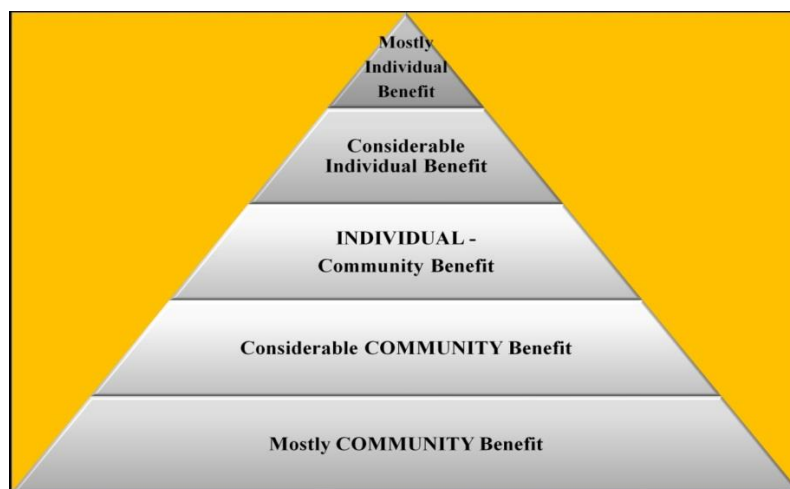 Mostly
Individual
Benefit
Considerable
Individual Benefit
INDIVIDUAL -
Community Benefit
Considerable COMMUNITY Benefit
Mostly COMMUNITY Benefit